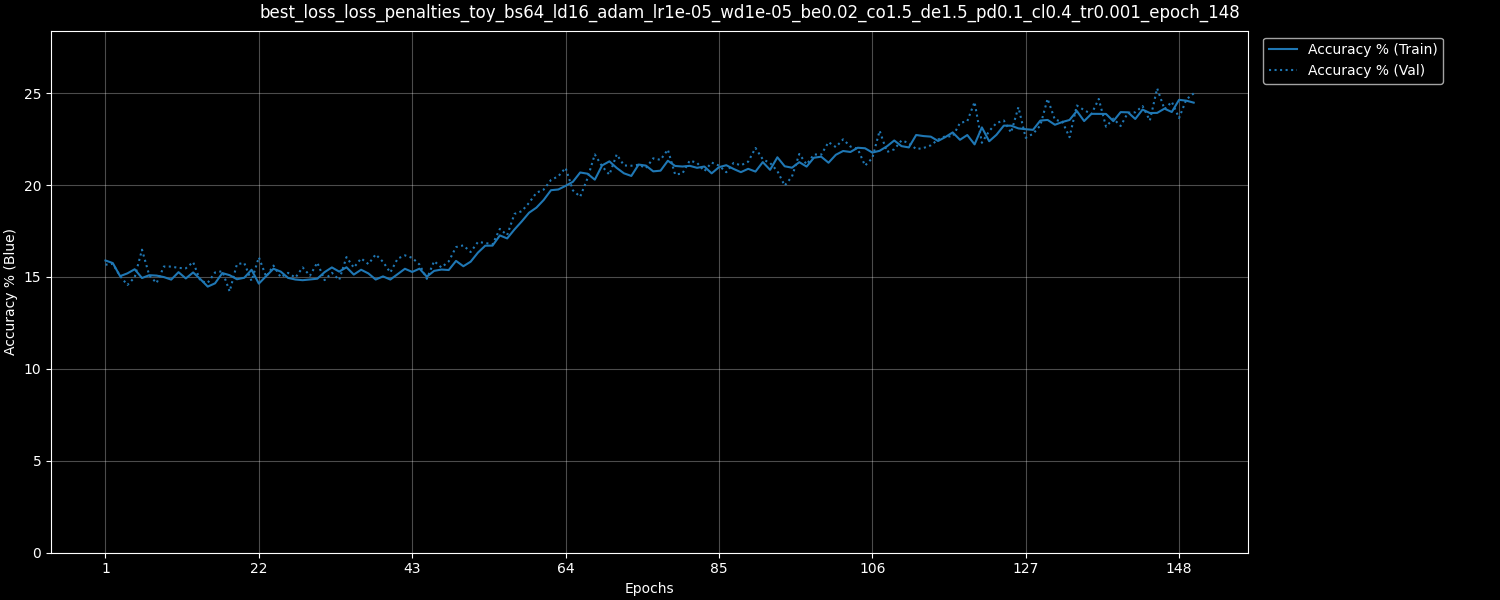 best_loss_loss_penalties_toy_bs64_ld16_adam_lr1e-05_wd1e-05_be0.02_co1.5_de1.5_pd0.1_cl0.4_tr0.001_epoch_148
Accuracy % (Train)
Accuracy % (Val)
Accuracy % (Blue)
25
20
15
10
5
0
1 22 43 64 85 106 127 148
Epochs